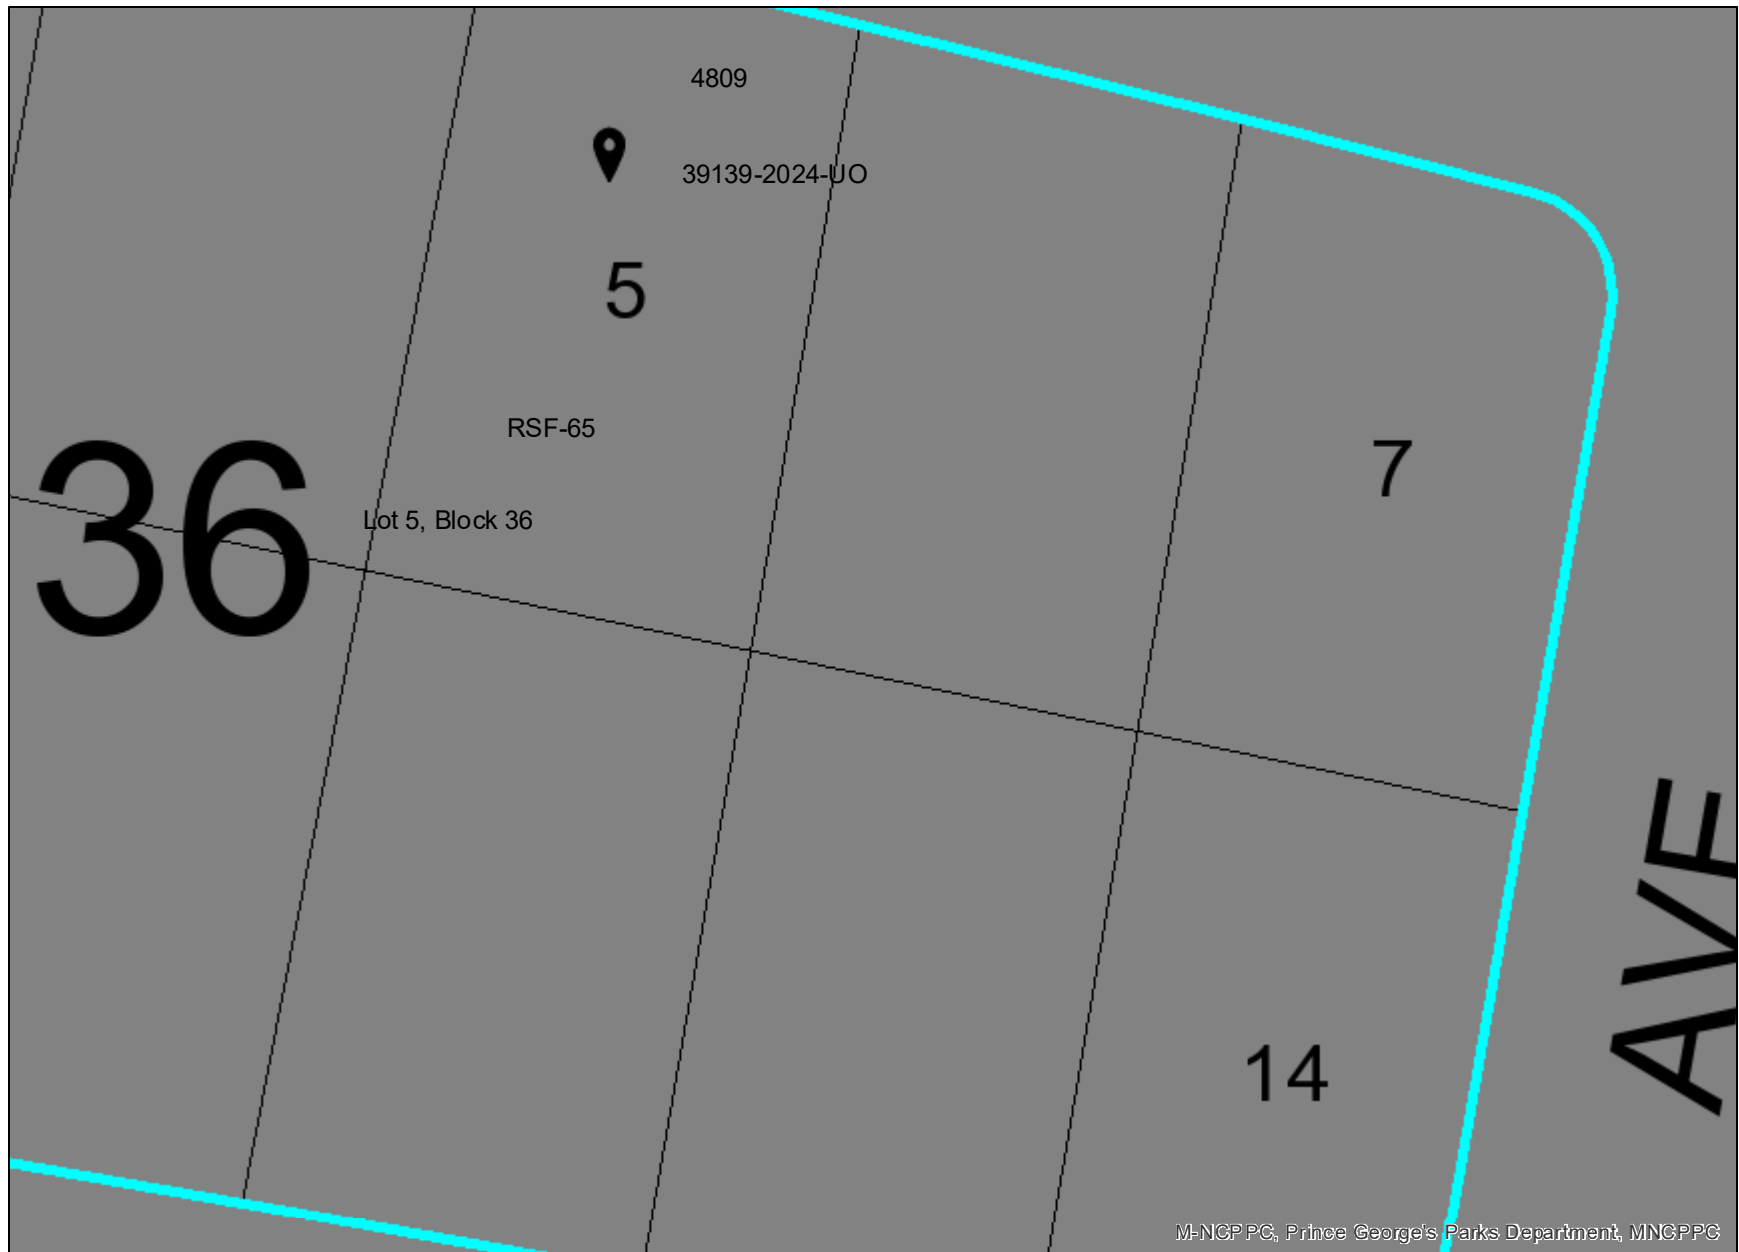 4809
39139-2024-UO
5
RSF-65
7
36
Lot 5, Block 36
AVE
14
M-NCPPC, Prince George's Parks Department, MNCPPC